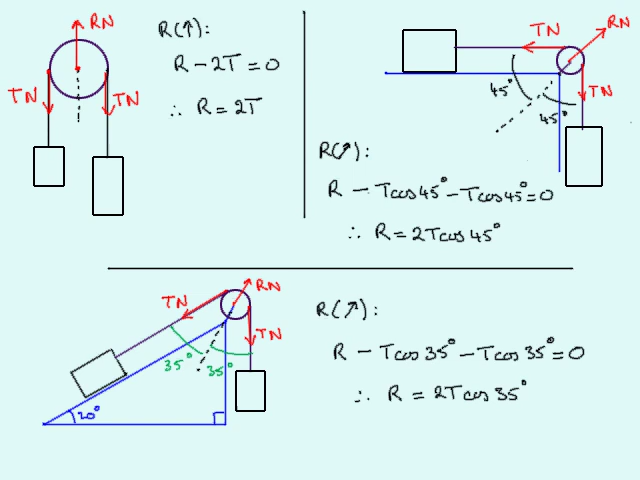 RN
TN
TN
R(↑):
R - 2T = 0
∴ R = 2T
RN
TN
TN
45°
45°
R(↗):
R - Tcos45° - Tcos45° = 0
∴ R = 2Tcos45°
RN
TN
TN
35°
35°
20°
R(↗):
R - Tcos35° - Tcos35° = 0
∴ R = 2Tcos35°